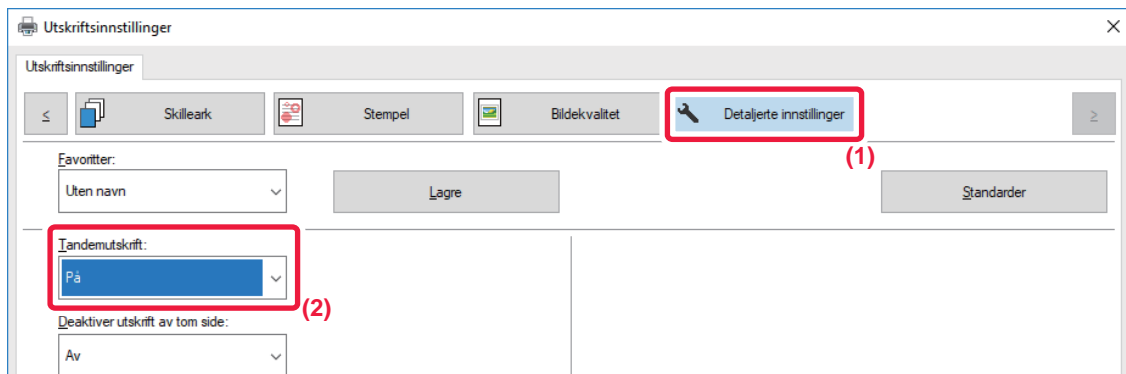 Utskriftsinnstillinger
Utskriftsinnstillinger
< Skilleark Stempel Bildekvalitet Detaljerte innstillinger >
(1)
Favoritter:
Uten navn Lagre Standarder
Tandemutskrift:
På
(2)
Deaktiver utskrift av tom side:
Av